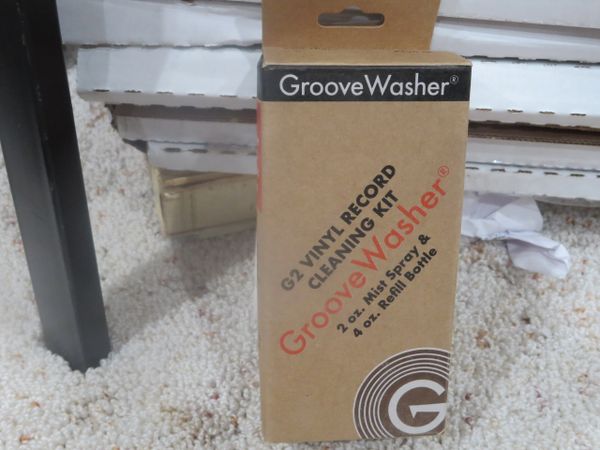 GrooveWasher®
G2 VINYL RECORD
CLEANING KIT
GrooveWasher®
2 oz. Mist Spray &
4 oz. Refill Bottle
G